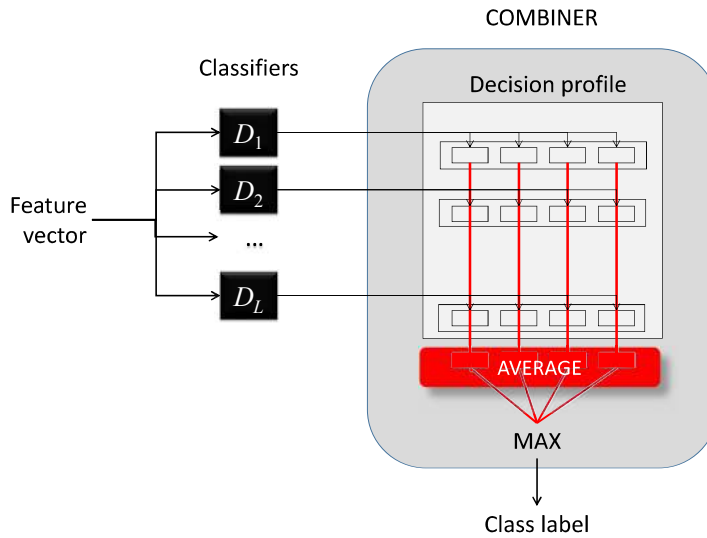 COMBINER
Classifiers
Decision profile
D1
D2
Feature
vector
...
DL
AVERAGE
MAX
Class label